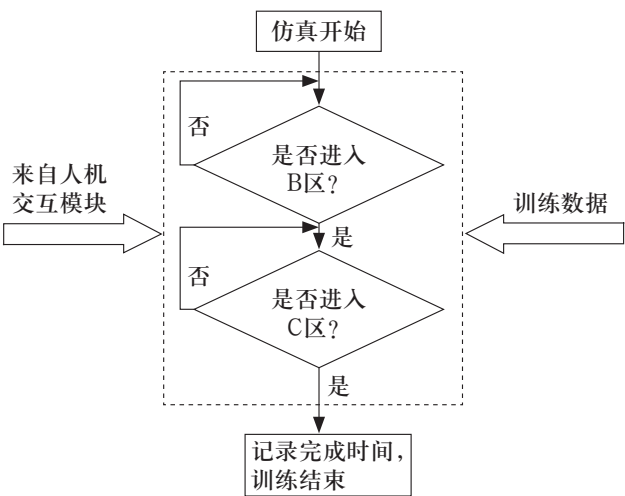 仿真开始
否
是否进入
B区?
来自人机
交互模块
训练数据
是
否
是否进入
C区?
是
记录完成时间,
训练结束